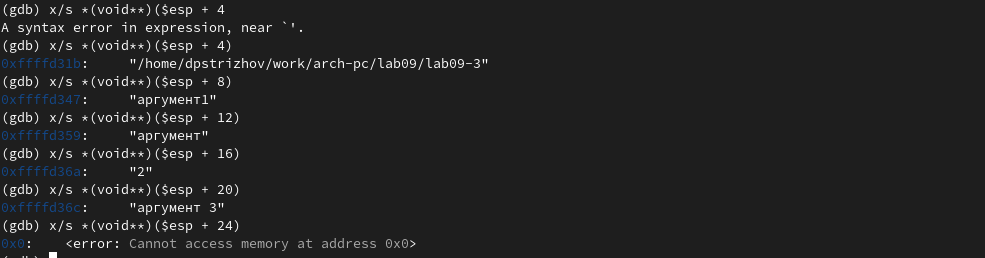 (gdb) x/s *(void**)($esp + 4
A syntax error in expression, near `'.
(gdb) x/s *(void**)($esp + 4)
0xffffd31b:     "/home/dpstrizhov/work/arch-pc/lab09/lab09-3"
(gdb) x/s *(void**)($esp + 8)
0xffffd347:     "аргумент1"
(gdb) x/s *(void**)($esp + 12)
0xffffd359:     "аргумент"
(gdb) x/s *(void**)($esp + 16)
0xffffd36a:     "2"
(gdb) x/s *(void**)($esp + 20)
0xffffd36c:     "аргумент 3"
(gdb) x/s *(void**)($esp + 24)
0x0:    <error: Cannot access memory at address 0x0>
(gdb)